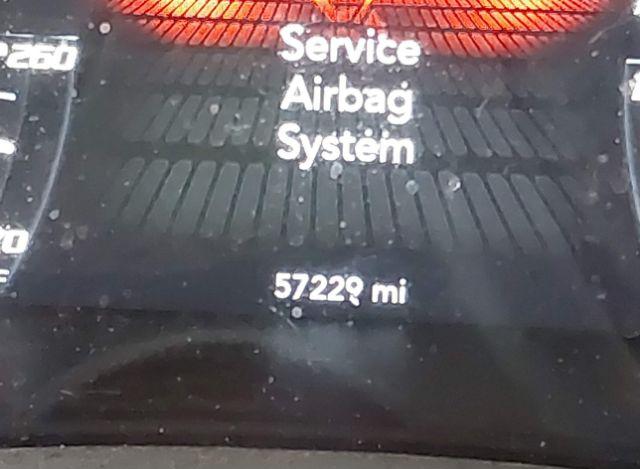 260
Service
Airbag
System
57229 mi